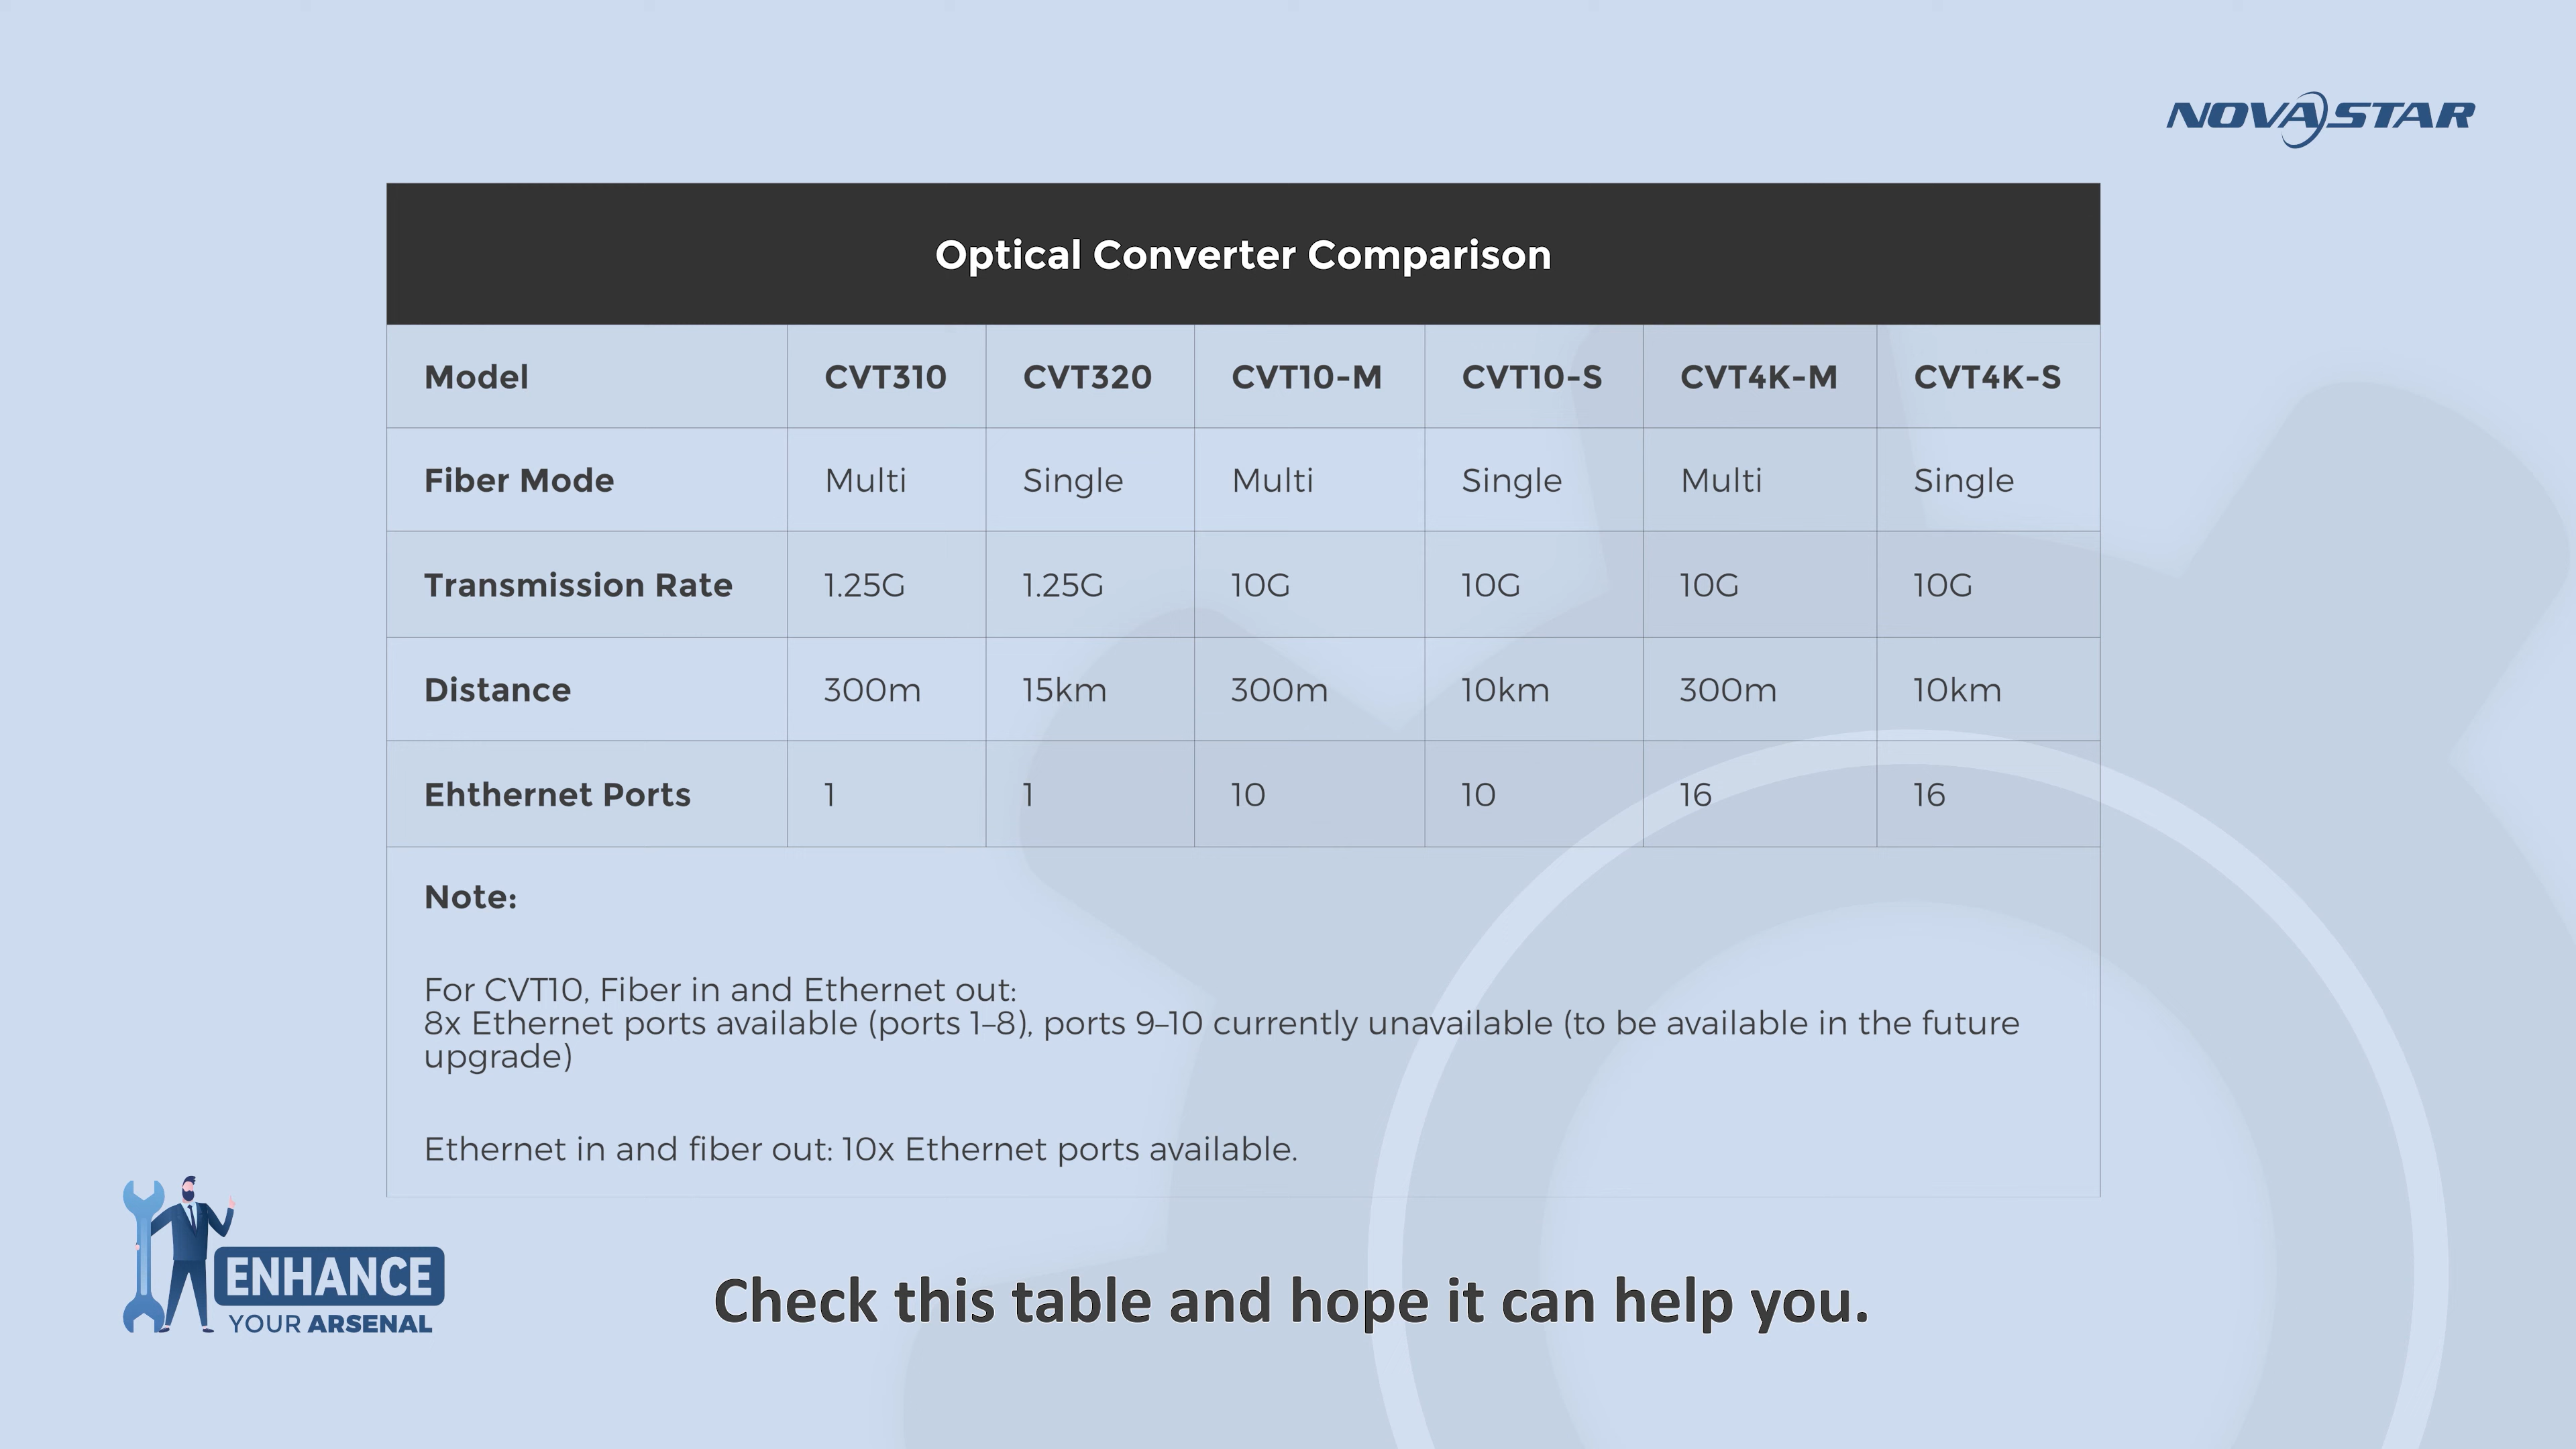 NOVASTAR
Optical Converter Comparison
Model CVT310 CVT320 CVT10-M CVT10-S CVT4K-M CVT4K-S
Fiber Mode Multi Single Multi Single Multi Single
Transmission Rate 1.25G 1.25G 10G 10G 10G 10G
Distance 300m 15km 300m 10km 300m 10km
Ehthernet Ports 1 1 10 10 16 16
Note:
For CVT10, Fiber in and Ethernet out:
8x Ethernet ports available (ports 1–8), ports 9–10 currently unavailable (to be available in the future
upgrade)
Ethernet in and fiber out: 10x Ethernet ports available.
ENHANCE
YOUR ARSENAL
Check this table and hope it can help you.